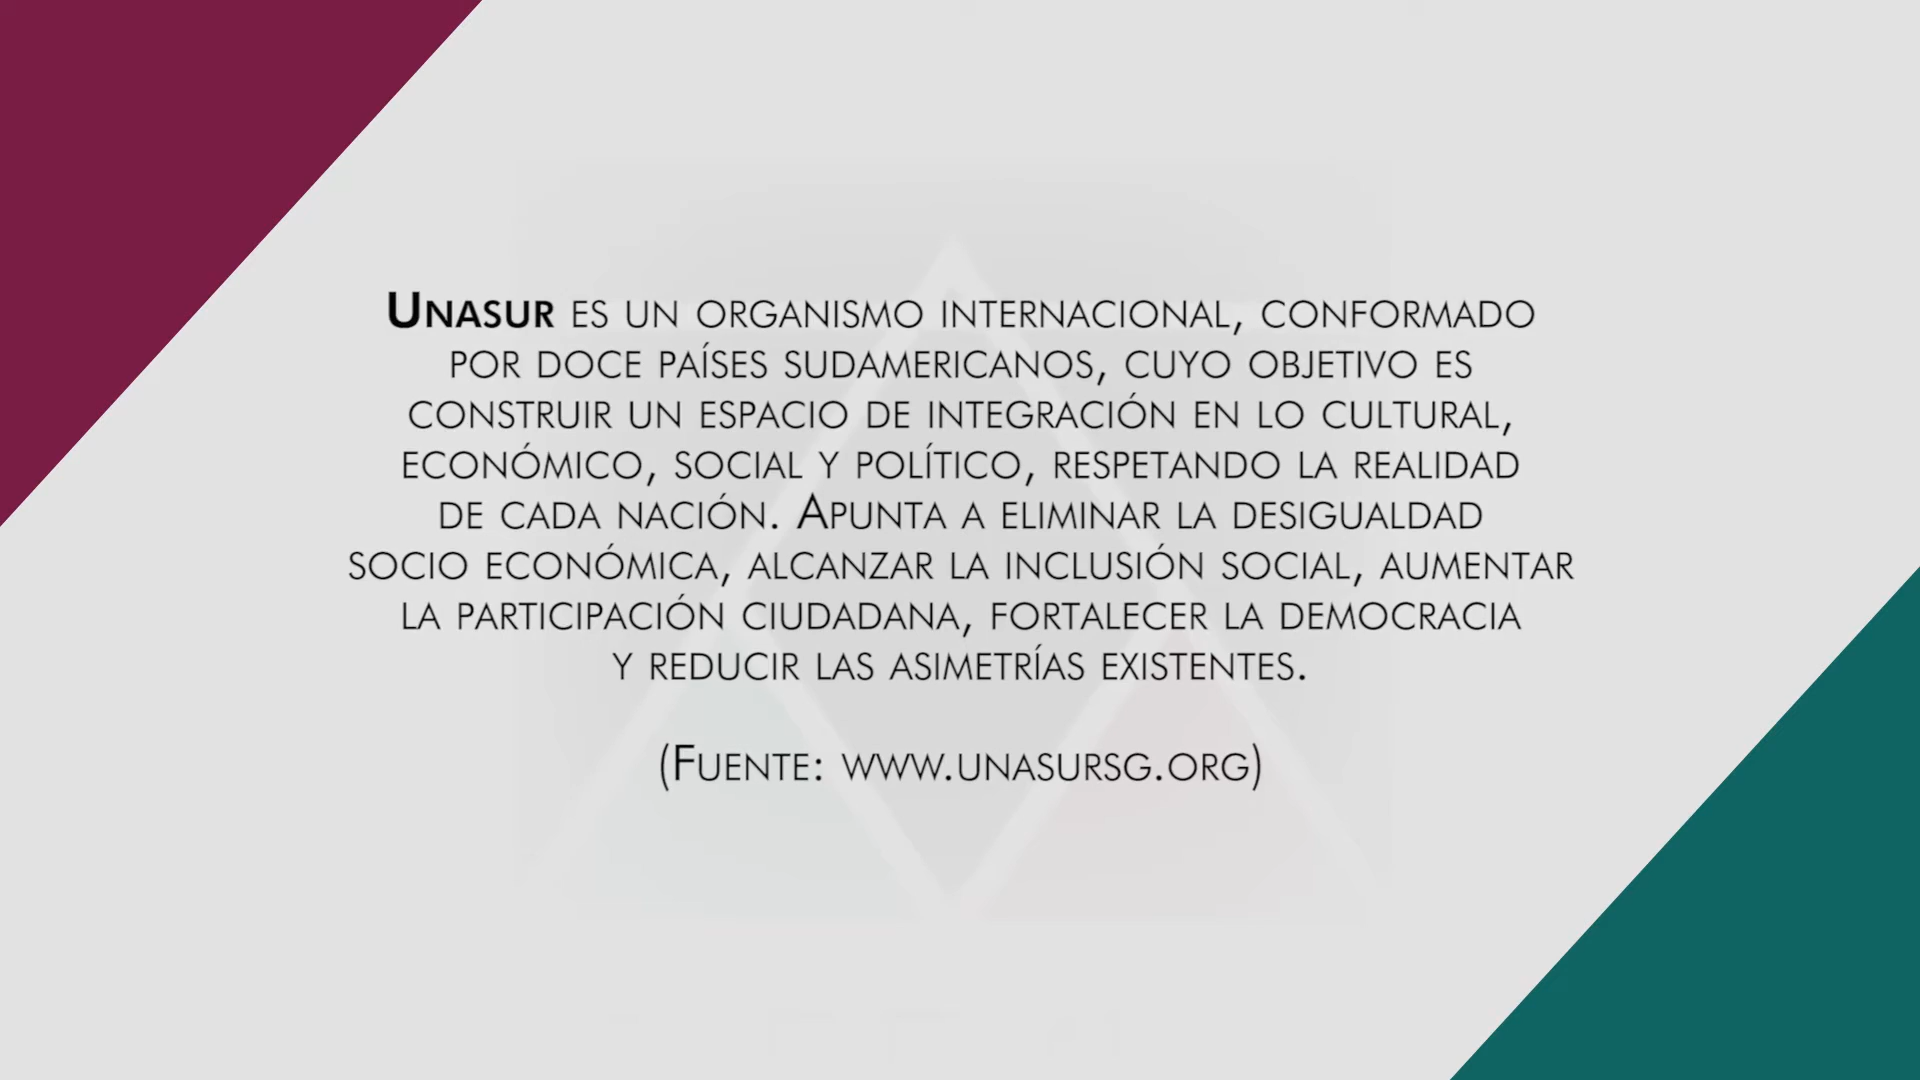 Unasur es un organismo internacional, conformado
por doce países sudamericanos, cuyo objetivo es
construir un espacio de integración en lo cultural,
económico, social y político, respetando la realidad
de cada nación. Apunta a eliminar la desigualdad
socio económica, alcanzar la inclusión social, aumentar
la participación ciudadana, fortalecer la democracia
y reducir las asimetrías existentes.
(Fuente: www.unasursg.org)